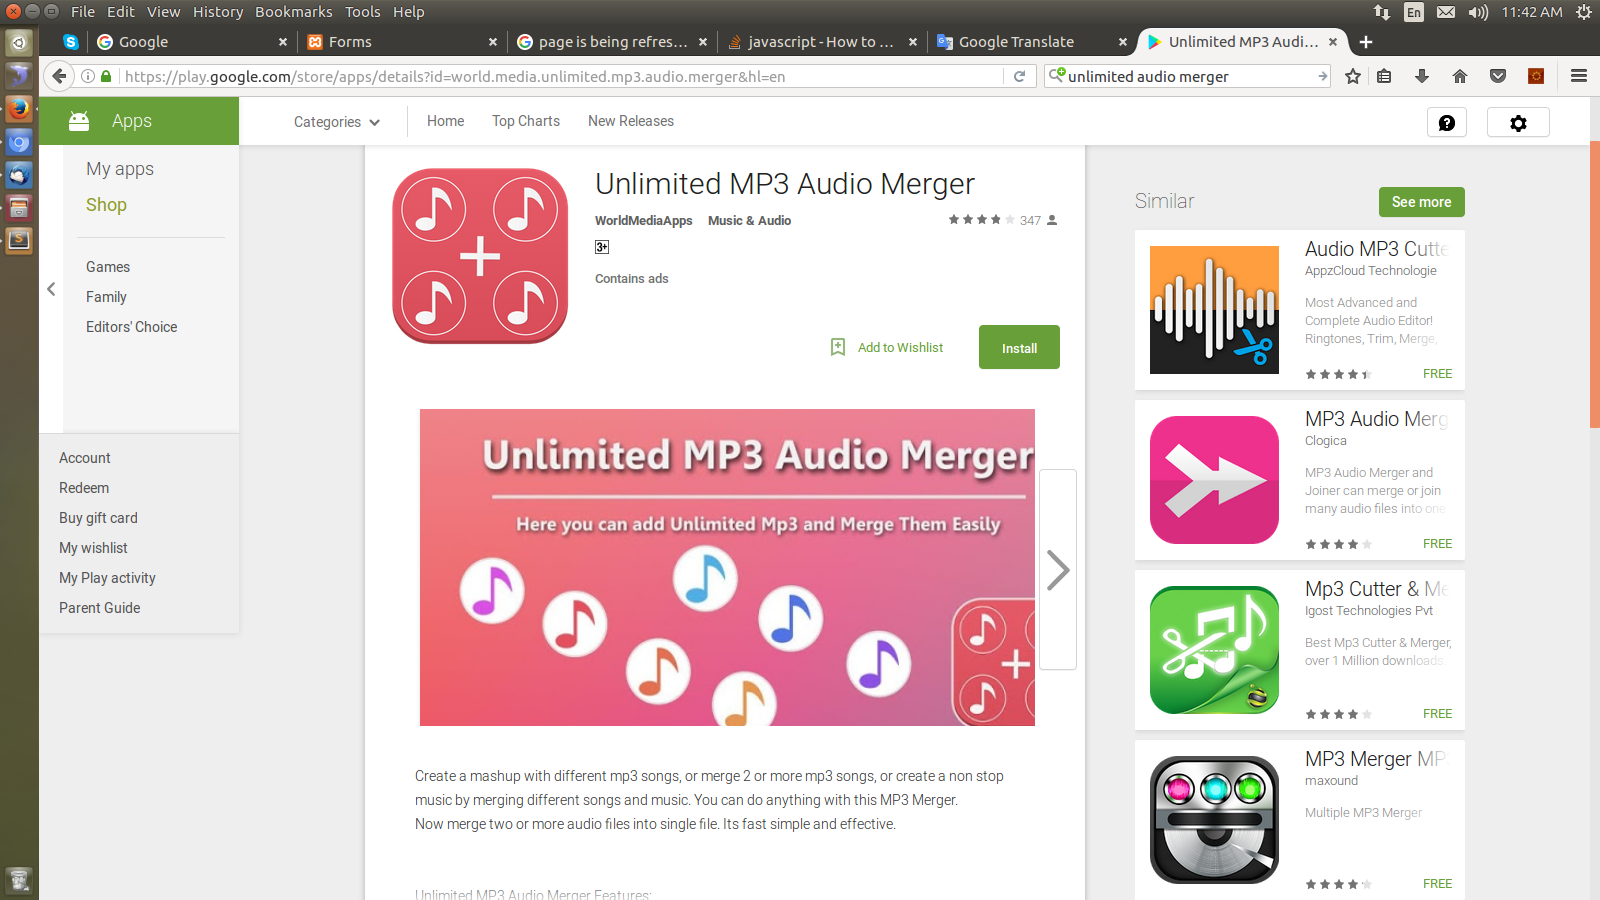 File Edit View History Bookmarks Tools Help
En
11:42 AM
Google
Forms
page is being refres...
javascript - How to ...
Google Translate
Unlimited MP3 Audi...
https://play.google.com/store/apps/details?id=world.media.unlimited.mp3.audio.merger&hl=en
unlimited audio merger
Apps
Categories
Home
Top Charts
New Releases
My apps
Shop
Games
Family
Editors' Choice
Account
Redeem
Buy gift card
My wishlist
My Play activity
Parent Guide
Unlimited MP3 Audio Merger
WorldMediaApps Music & Audio
347
3+
Contains ads
Add to Wishlist
Install
Unlimited MP3 Audio Merger
Here you can add Unlimited Mp3 and Merge Them Easily
Create a mashup with different mp3 songs, or merge 2 or more mp3 songs, or create a non stop
music by merging different songs and music. You can do anything with this MP3 Merger.
Now merge two or more audio files into single file. Its fast simple and effective.
Unlimited MP3 Audio Merger Features:
Similar
See more
Audio MP3 Cutte
AppzCloud Technologie
Most Advanced and
Complete Audio Editor!
Ringtones, Trim, Merge,
FREE
MP3 Audio Merg
Clogica
MP3 Audio Merger and
Joiner can merge or join
many audio files into one
FREE
Mp3 Cutter & Me
Igost Technologies Pvt
Best Mp3 Cutter & Merger,
over 1 Million downloads
FREE
MP3 Merger MP
maxound
Multiple MP3 Merger
FREE